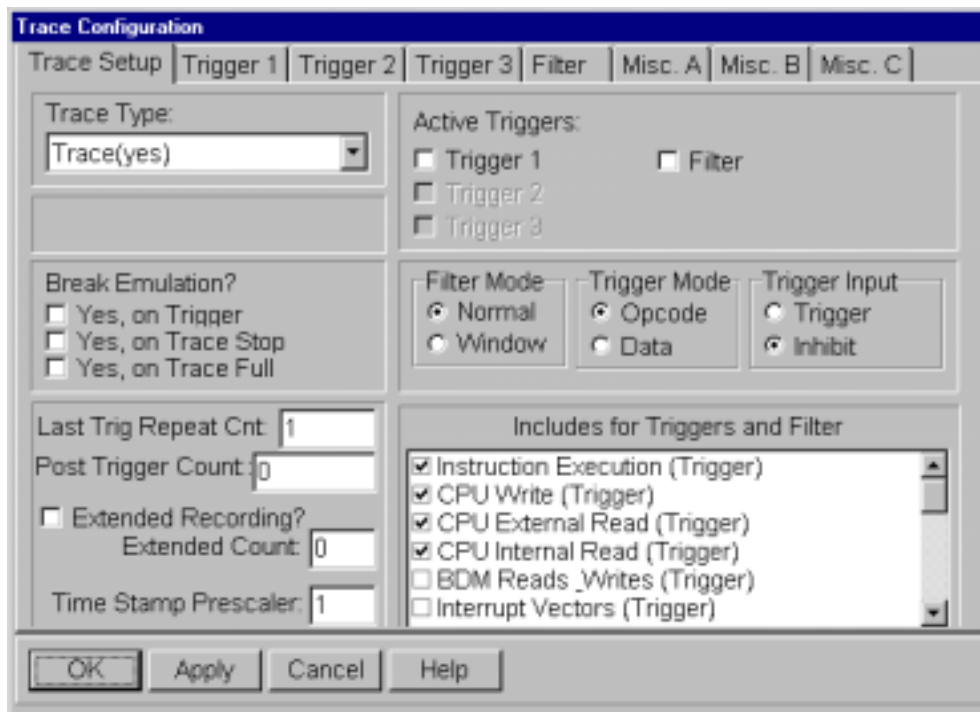 Trace Configuration
Trace Setup Trigger 1 Trigger 2 Trigger 3 Filter Misc. A Misc. B Misc. C
Trace Type:
Trace(yes)
Active Triggers:
Trigger 1 Filter
Trigger 2
Trigger 3
Break Emulation?
Yes, on Trigger
Yes, on Trace Stop
Yes, on Trace Full
Filter Mode
Normal
Window
Trigger Mode
Opcode
Data
Trigger Input
Trigger
Inhibit
Last Trig Repeat Cnt: 1
Post Trigger Count: 0
Extended Recording?
Extended Count: 0
Time Stamp Prescaler: 1
Includes for Triggers and Filter
Instruction Execution (Trigger)
CPU Write (Trigger)
CPU External Read (Trigger)
CPU Internal Read (Trigger)
BDM Reads _Writes (Trigger)
Interrupt Vectors (Trigger)
OK Apply Cancel Help